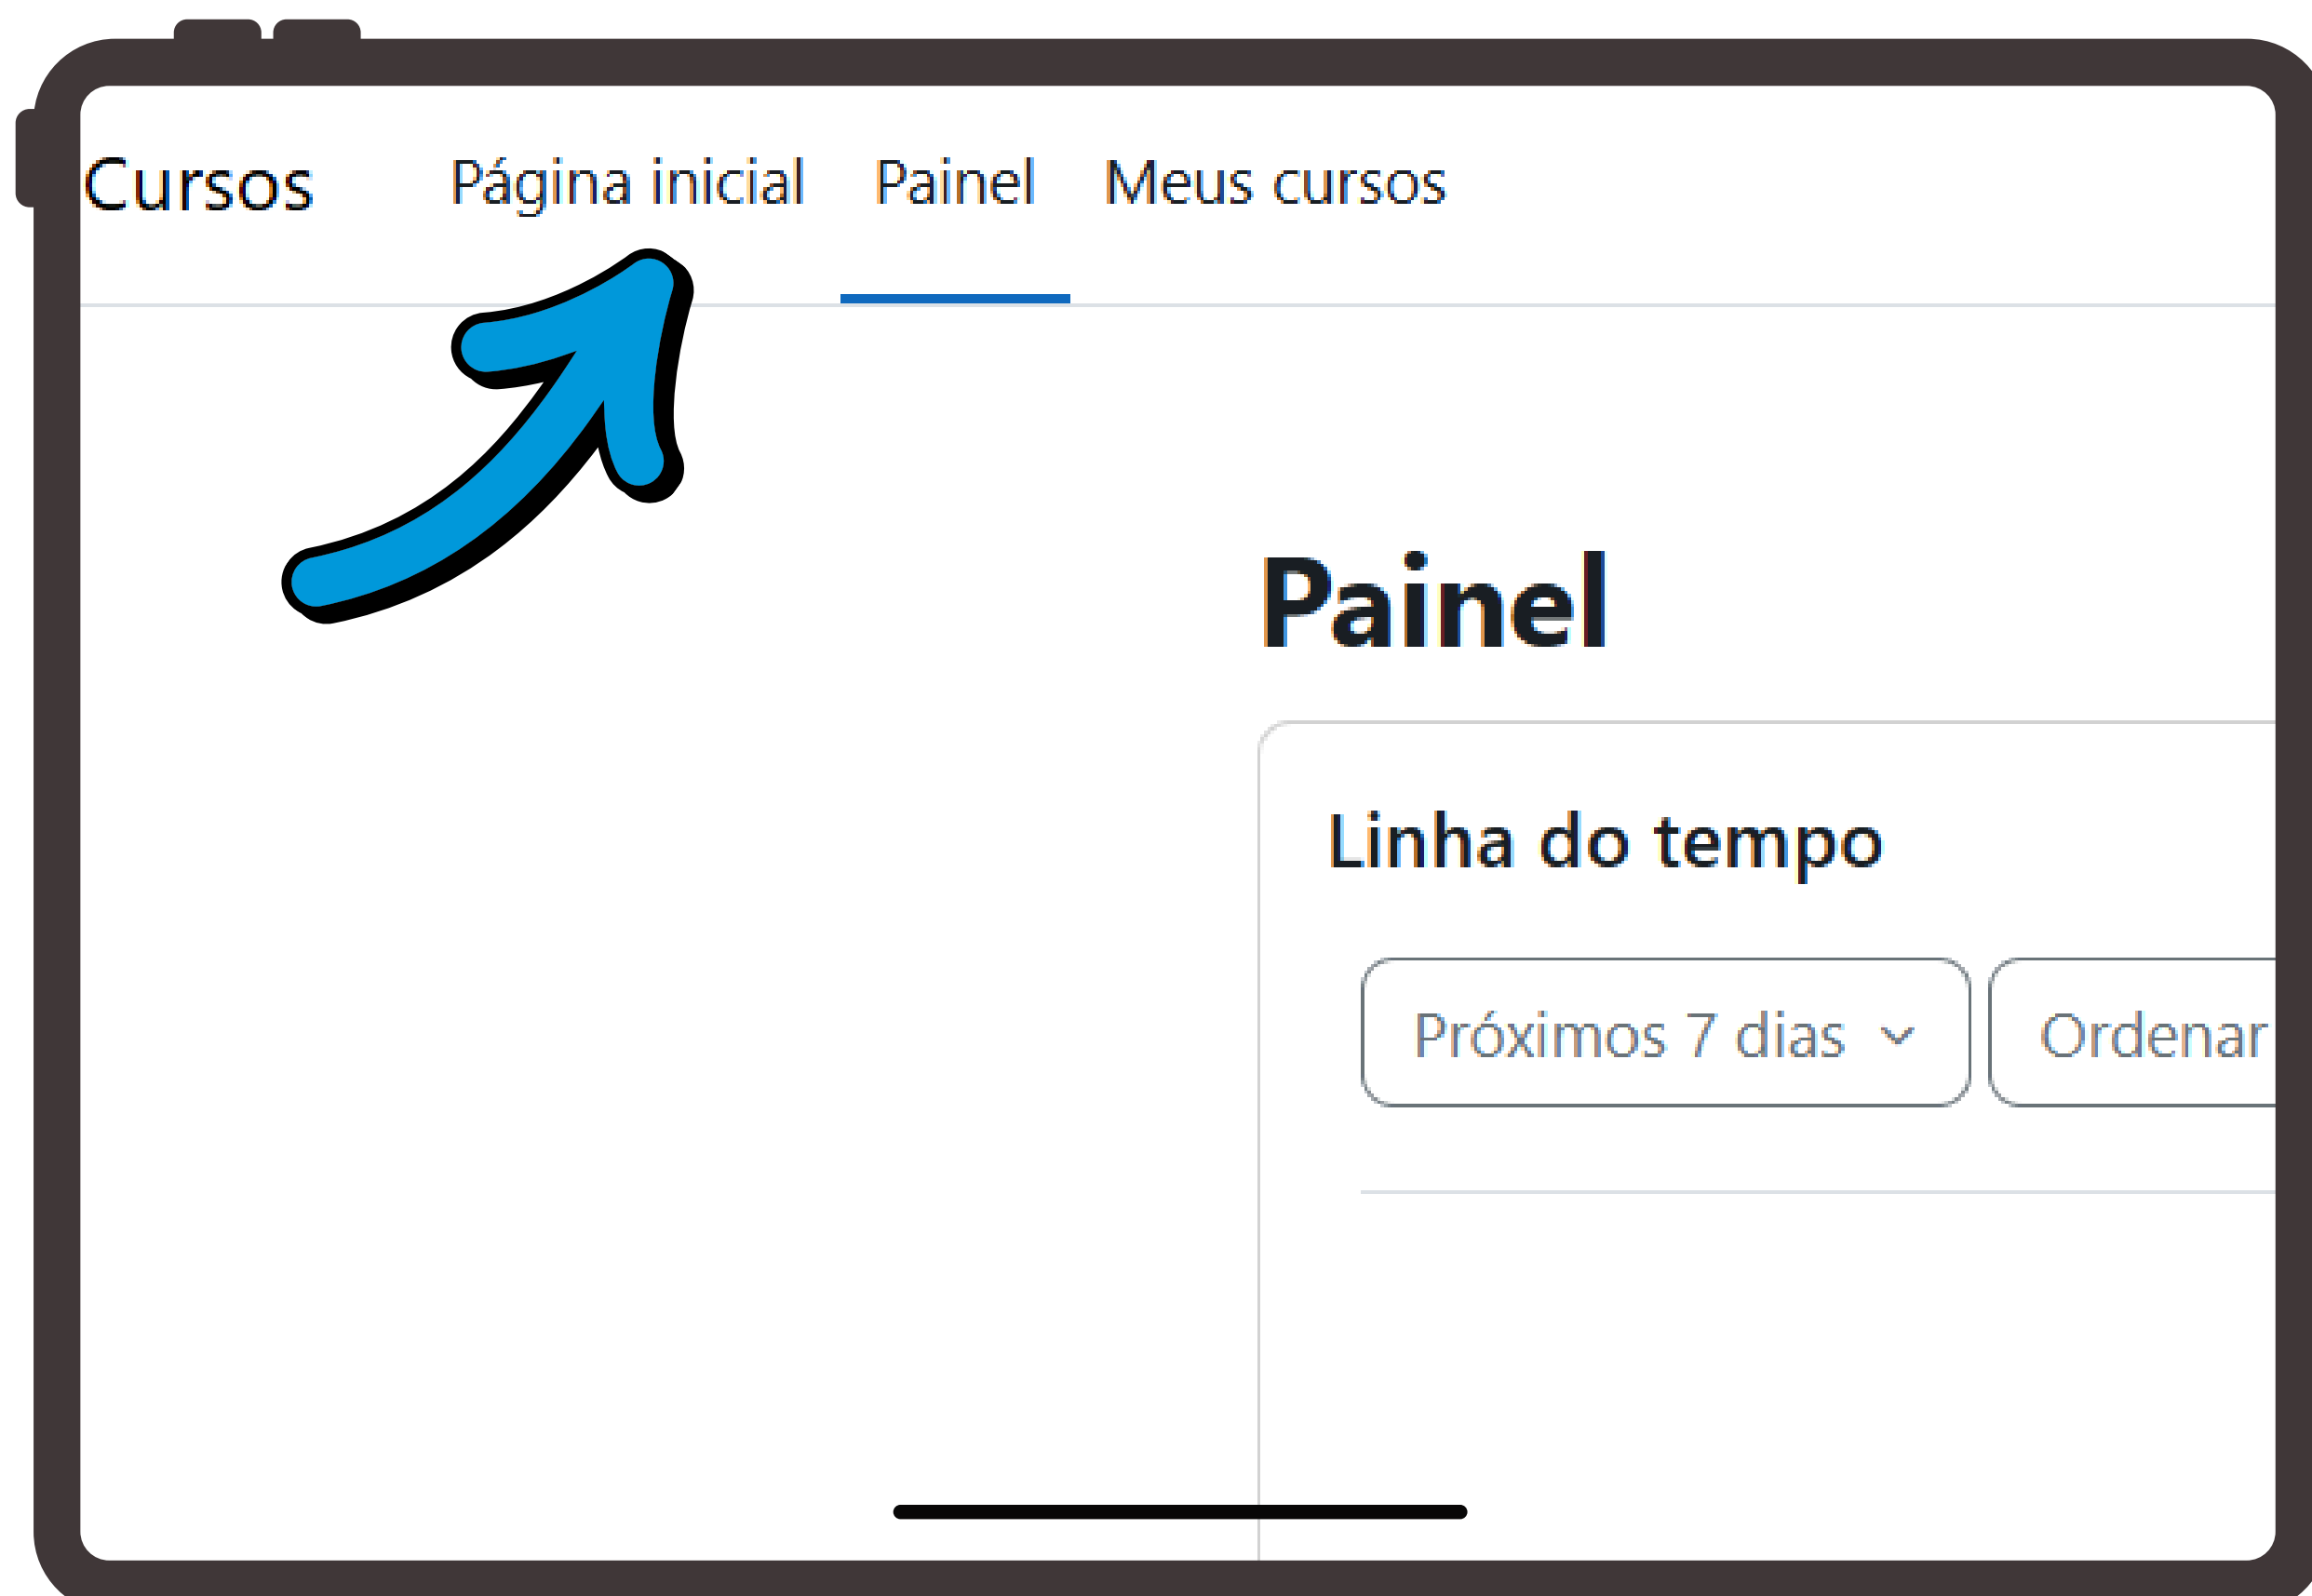 Cursos Página inicial Painel Meus cursos
Painel
Linha do tempo
Próximos 7 dias Ordenar